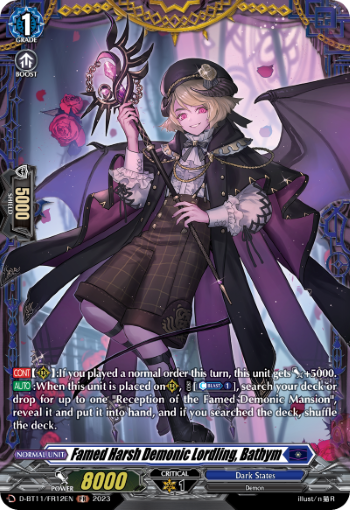 1
GRADE
BOOST
5000
SHIELD
CONT【】:If you played a normal order this turn, this unit gets +5000.
AUTO:When this unit is placed on, COST [BLAST 1], search your deck or
drop for up to one "Reception of the Famed Demonic Mansion",
reveal it and put it into hand, and if you searched the deck, shuffle
the deck.
NORMAL UNIT Famed Harsh Demonic Lordling, Bathym
POWER 8000 CRITICAL 1 Dark States
Demon
D-BT11/FR12EN FR 2023 illust/n猫R